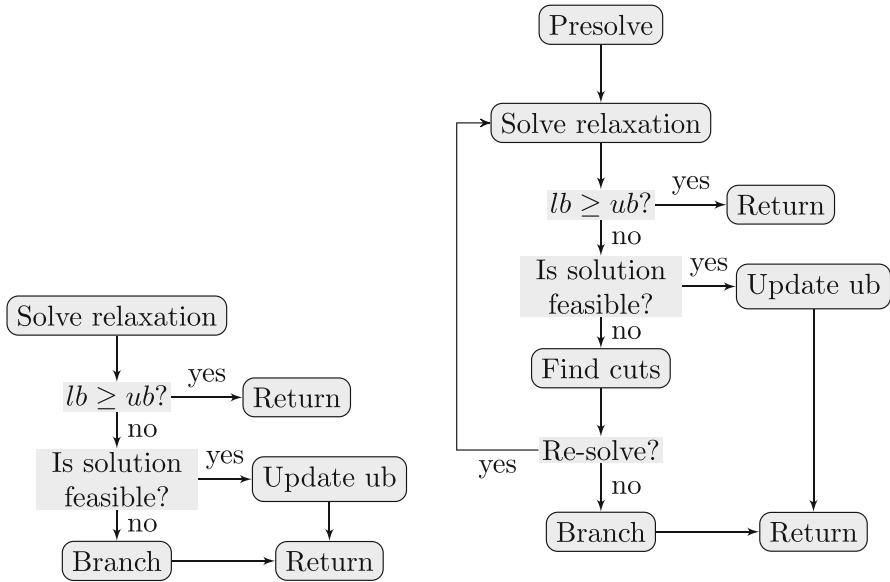 Solve relaxation
lb ≥ ub?
yes
Return
no
Is solution
feasible?
yes
Update ub
no
Branch
Return
Presolve
Solve relaxation
lb ≥ ub?
yes
Return
no
Is solution
feasible?
yes
Update ub
no
Find cuts
Re-solve?
yes
no
Branch
Return